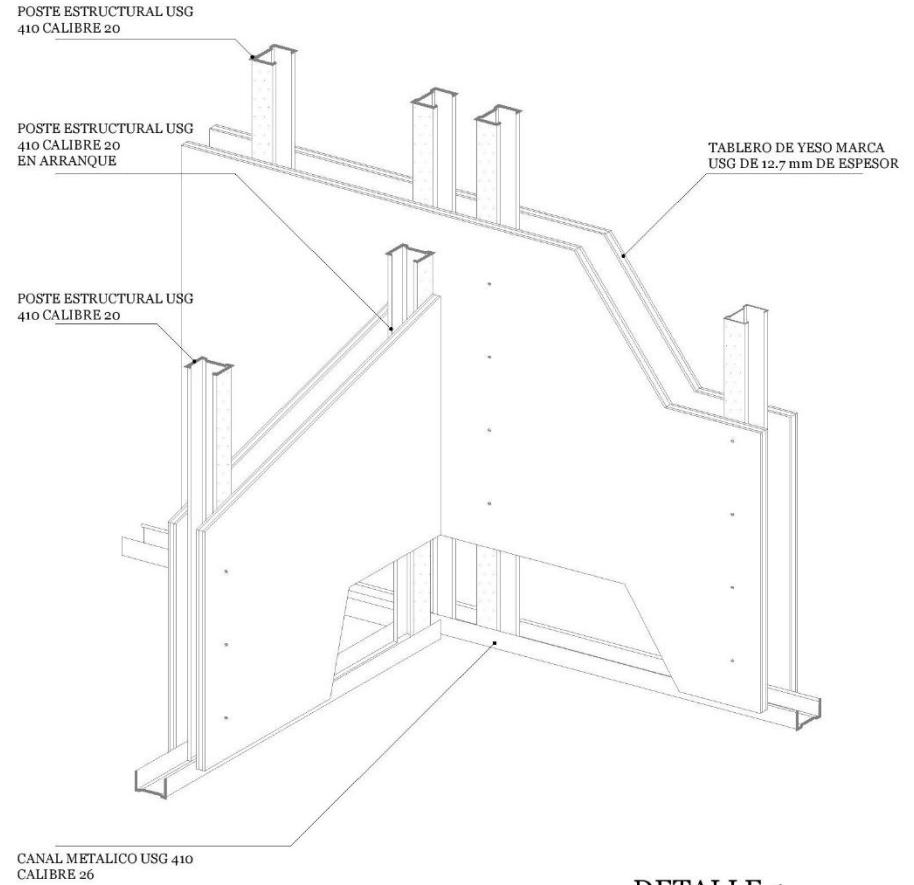 POSTE ESTRUCTURAL USG
410 CALIBRE 20
POSTE ESTRUCTURAL USG
410 CALIBRE 20
EN ARRANQUE
TABLERO DE YESO MARCA
USG DE 12.7 mm DE ESPESOR
POSTE ESTRUCTURAL USG
410 CALIBRE 20
CANAL METALICO USG 410
CALIBRE 26
DETALLE